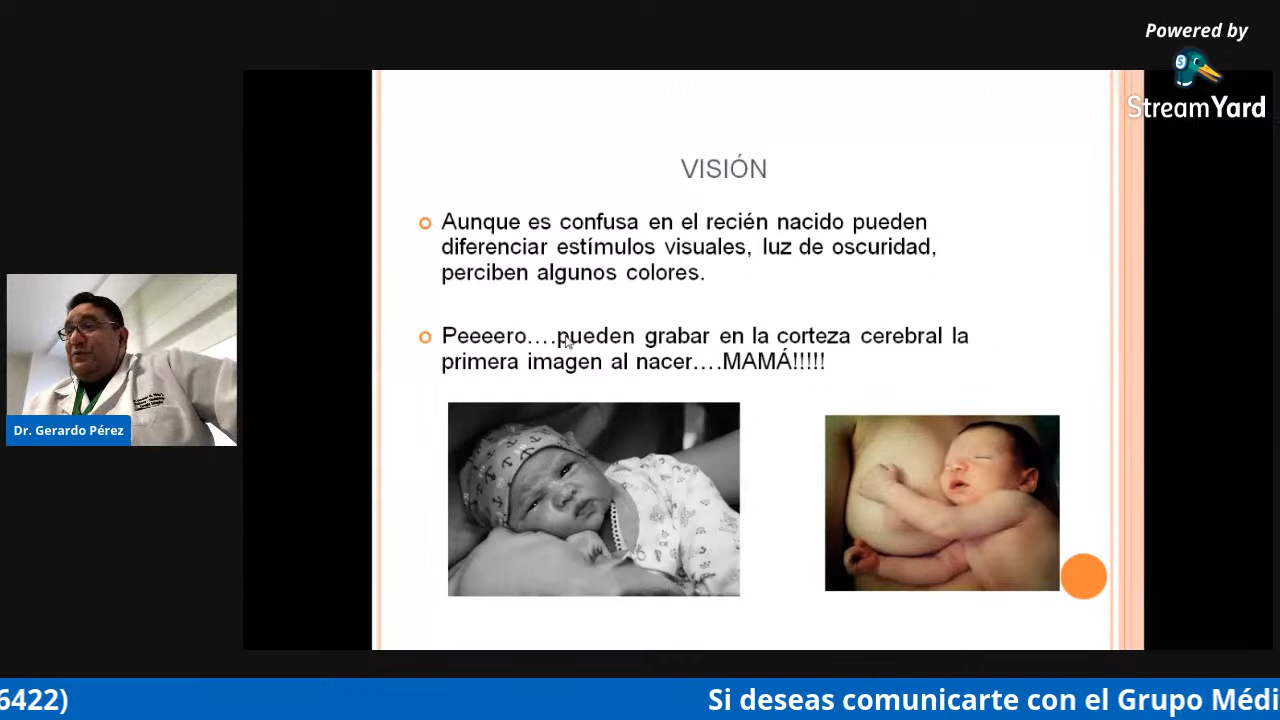 Powered by
StreamYard
VISIÓN
Aunque es confusa en el recién nacido pueden
diferenciar estímulos visuales, luz de oscuridad,
perciben algunos colores.
Peeeero....pueden grabar en la corteza cerebral la
primera imagen al nacer....MAMÁ!!!!!
Dr. Gerardo Pérez
6422)
Si deseas comunicarte con el Grupo Médi